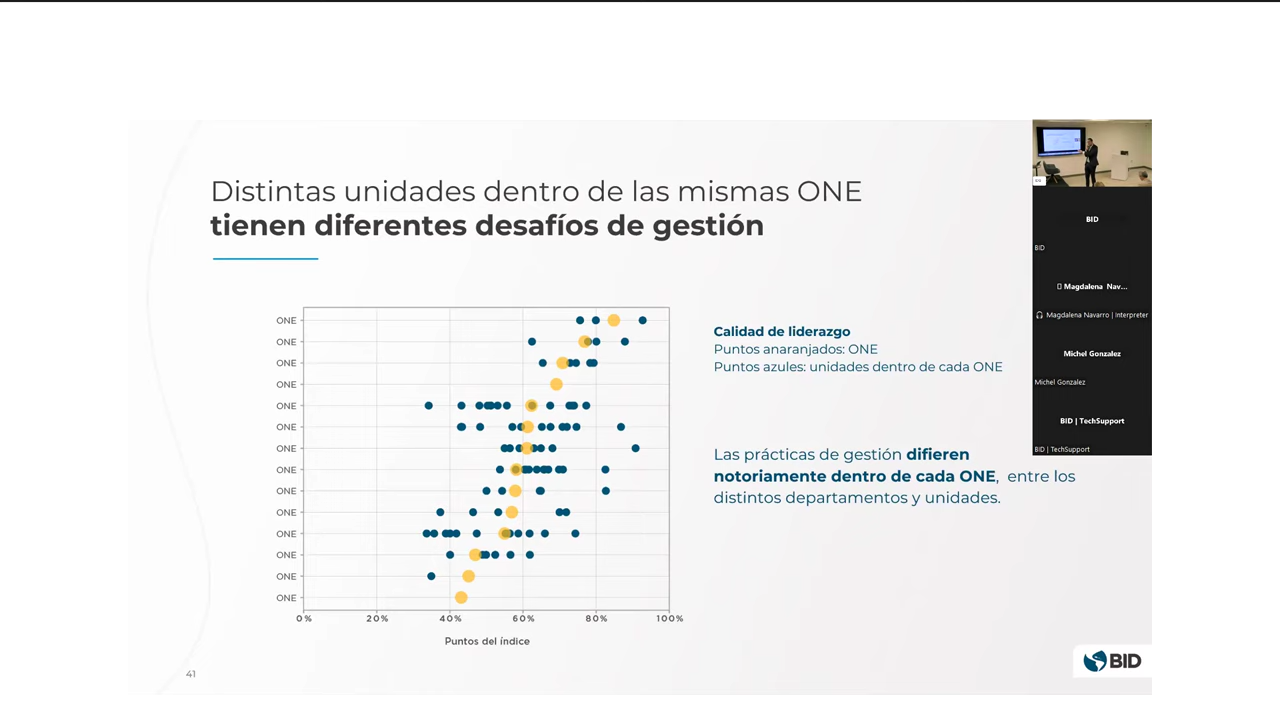 Distintas unidades dentro de las mismas ONE
tienen diferentes desafíos de gestión
ONE
ONE
ONE
ONE
ONE
ONE
ONE
ONE
ONE
ONE
ONE
ONE
ONE
ONE
0% 20% 40% 60% 80% 100%
Puntos del índice
Calidad de liderazgo
Puntos anaranjados: ONE
Puntos azules: unidades dentro de cada ONE
Las prácticas de gestión difieren
notoriamente dentro de cada ONE, entre los
distintos departamentos y unidades.
BID
BID
Magdalena Nav...
Magdalena Navarro | Interpreter
Michel Gonzalez
Michel Gonzalez
BID | TechSupport
BID | TechSupport
41
BID